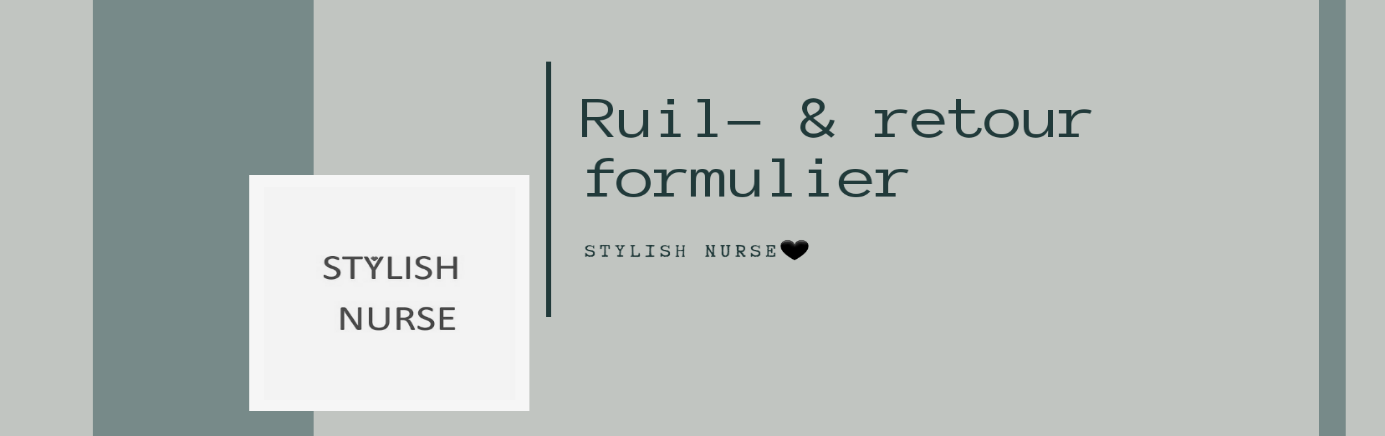 Ruil- & retour
formulier
STYLISH NURSE🖤
STYLISH
NURSE